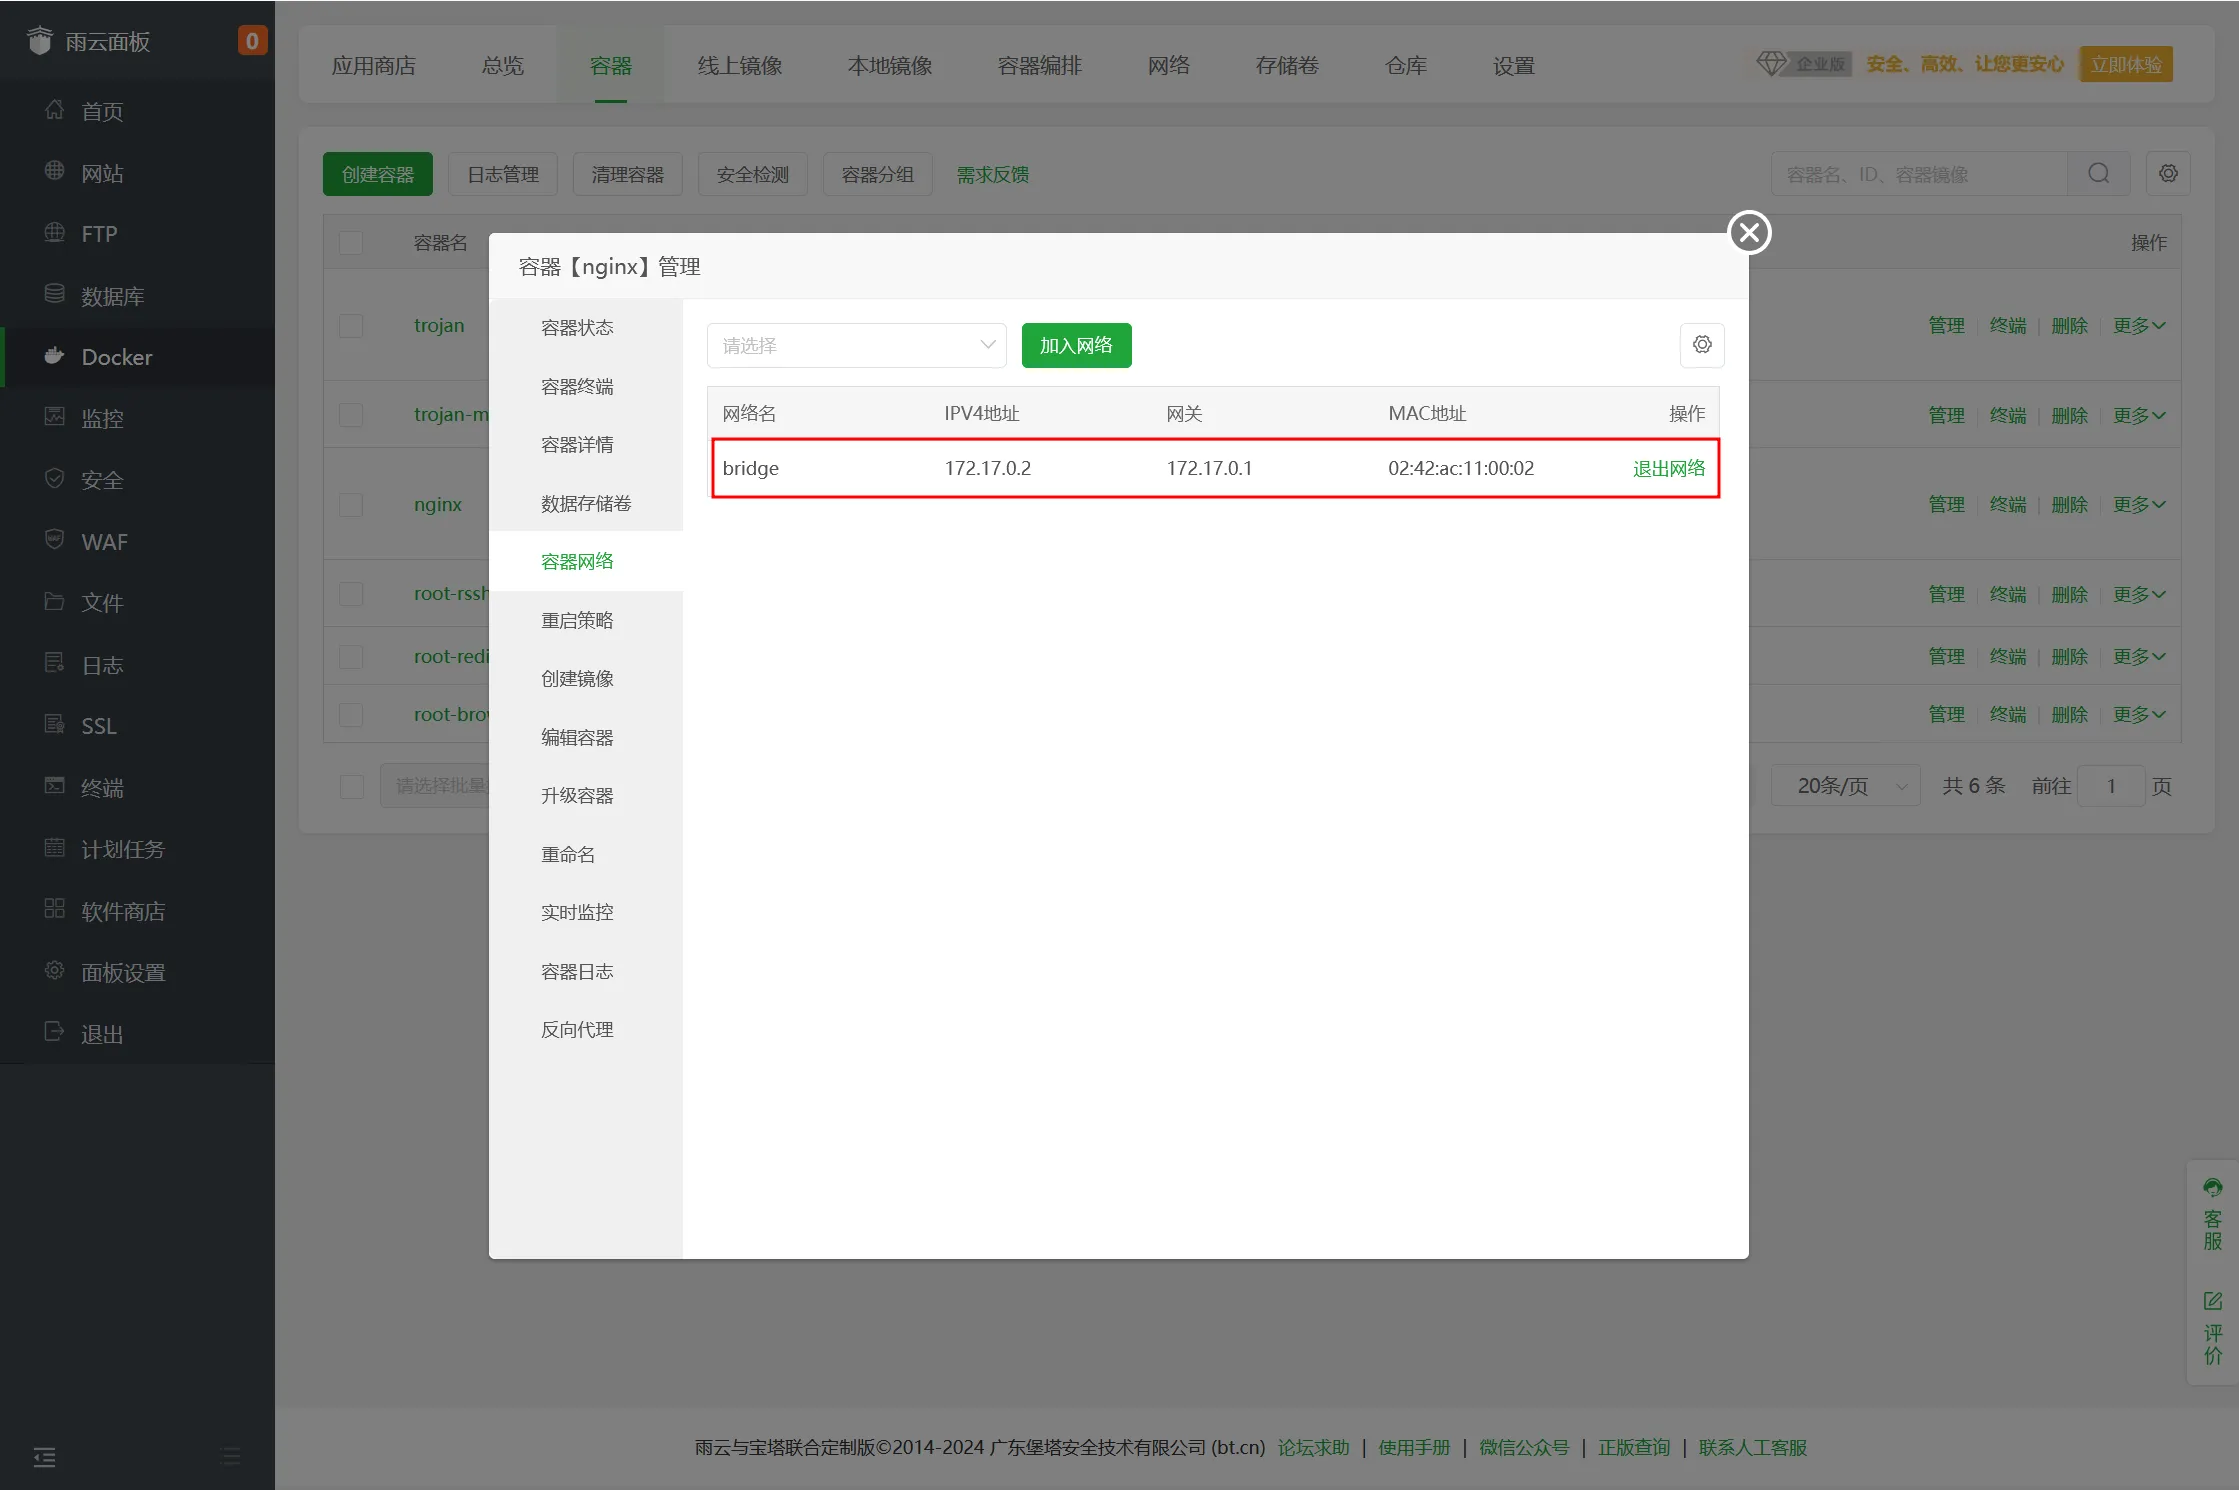 雨云面板
0
首页
网站
FTP
数据库
Docker
监控
安全
WAF
文件
日志
SSL
终端
计划任务
软件商店
面板设置
退出
应用商店 总览 容器 线上镜像 本地镜像 容器编排 网络 存储卷 仓库 设置
企业版 安全、高效、让您更安心 立即体验
创建容器 日志管理 清理容器 安全检测 容器分组 需求反馈
容器名、ID、容器镜像
容器名 操作
trojan 管理 终端 删除 更多
trojan-m 管理 终端 删除 更多
nginx 管理 终端 删除 更多
root-rssh 管理 终端 删除 更多
root-redi 管理 终端 删除 更多
root-bro 管理 终端 删除 更多
请选择批量 20条/页 共 6 条 前往 1 页
容器【nginx】管理
容器状态
容器终端
容器详情
数据存储卷
容器网络
重启策略
创建镜像
编辑容器
升级容器
重命名
实时监控
容器日志
反向代理
请选择 加入网络
网络名 IPV4地址 网关 MAC地址 操作
bridge 172.17.0.2 172.17.0.1 02:42:ac:11:00:02 退出网络
客服
评价
雨云与宝塔联合定制版©2014-2024 广东堡塔安全技术有限公司 (bt.cn) 论坛求助 | 使用手册 | 微信公众号 | 正版查询 | 联系人工客服